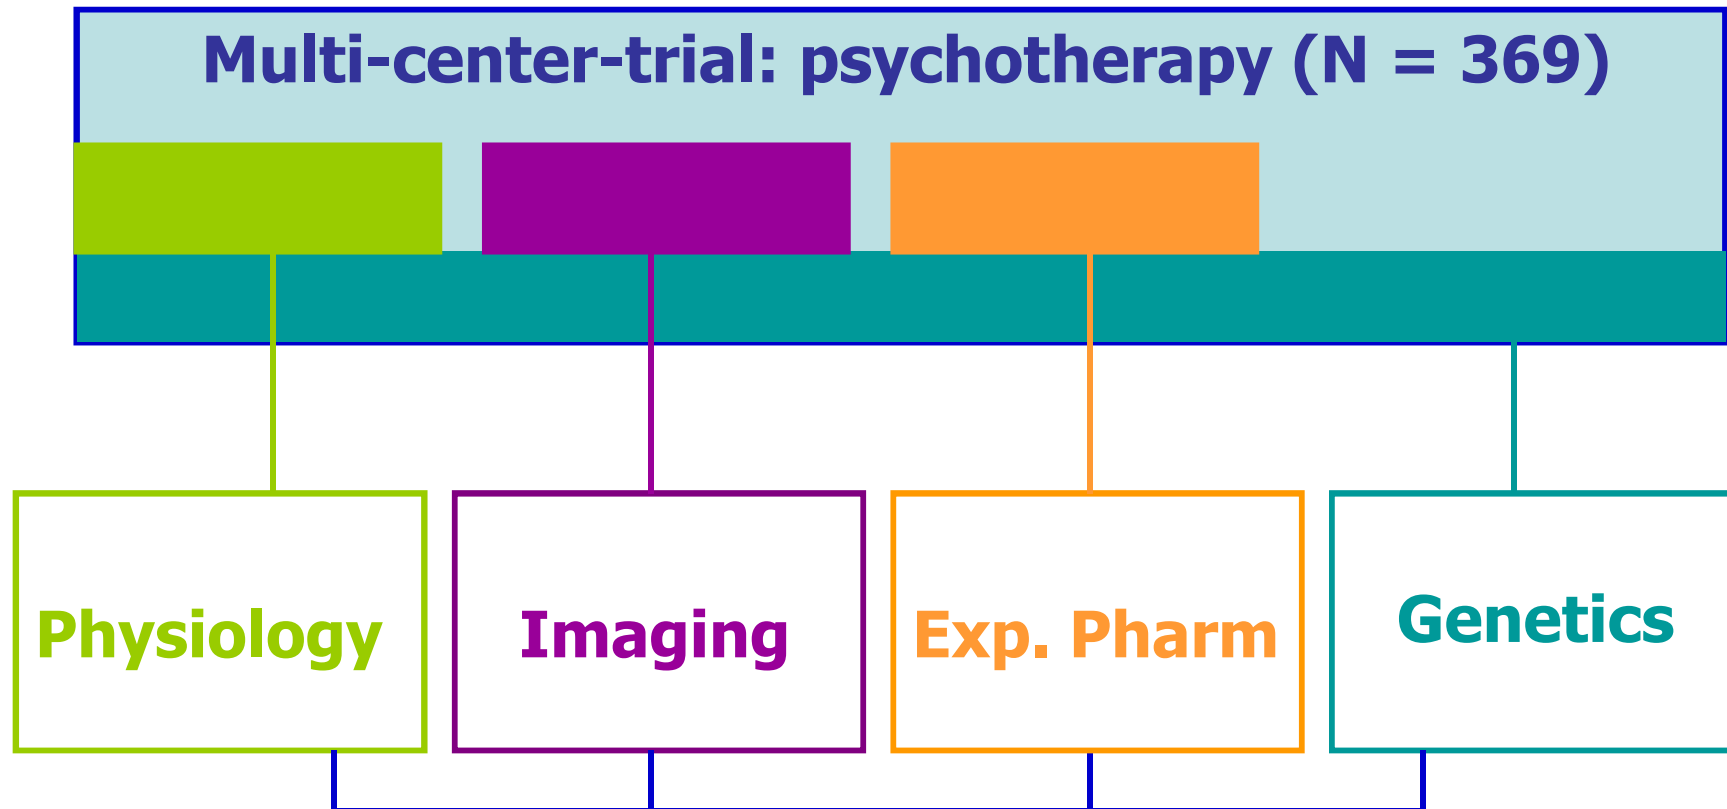 Multi-center-trial: psychotherapy (N = 369)
Physiology
Imaging
Exp. Pharm
Genetics